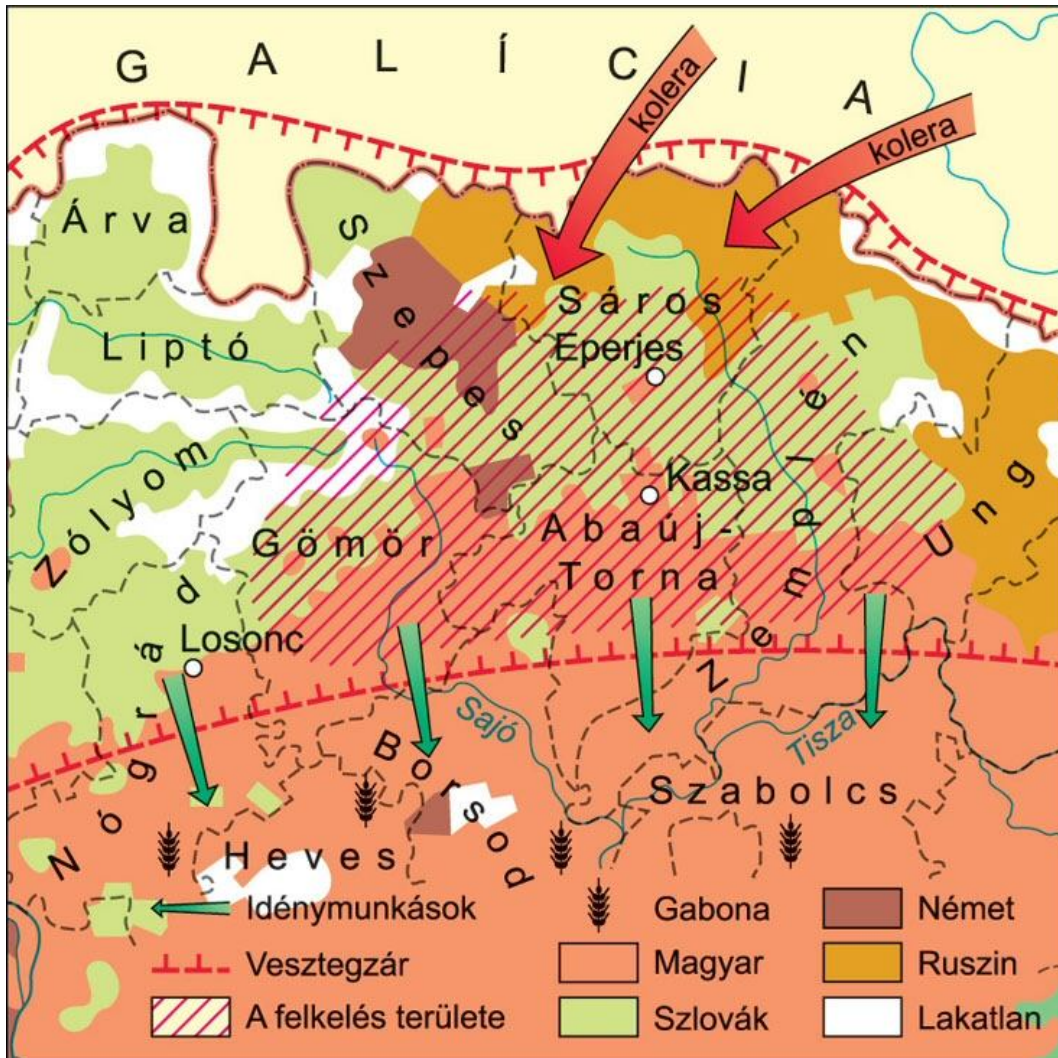 GALÍCIA
kolera
kolera
Árva
Szepes
Sáros
Eperjes
Liptó
Zemplén
Zólyom
Kassa
Ung
Gömör
Abaúj-
Torna
Nógrád
Losonc
Sajó
Tisza
Borsod
Szabolcs
Heves
Idénymunkások
Vesztegzár
A felkelés területe
Gabona
Magyar
Szlovák
Német
Ruszin
Lakatlan